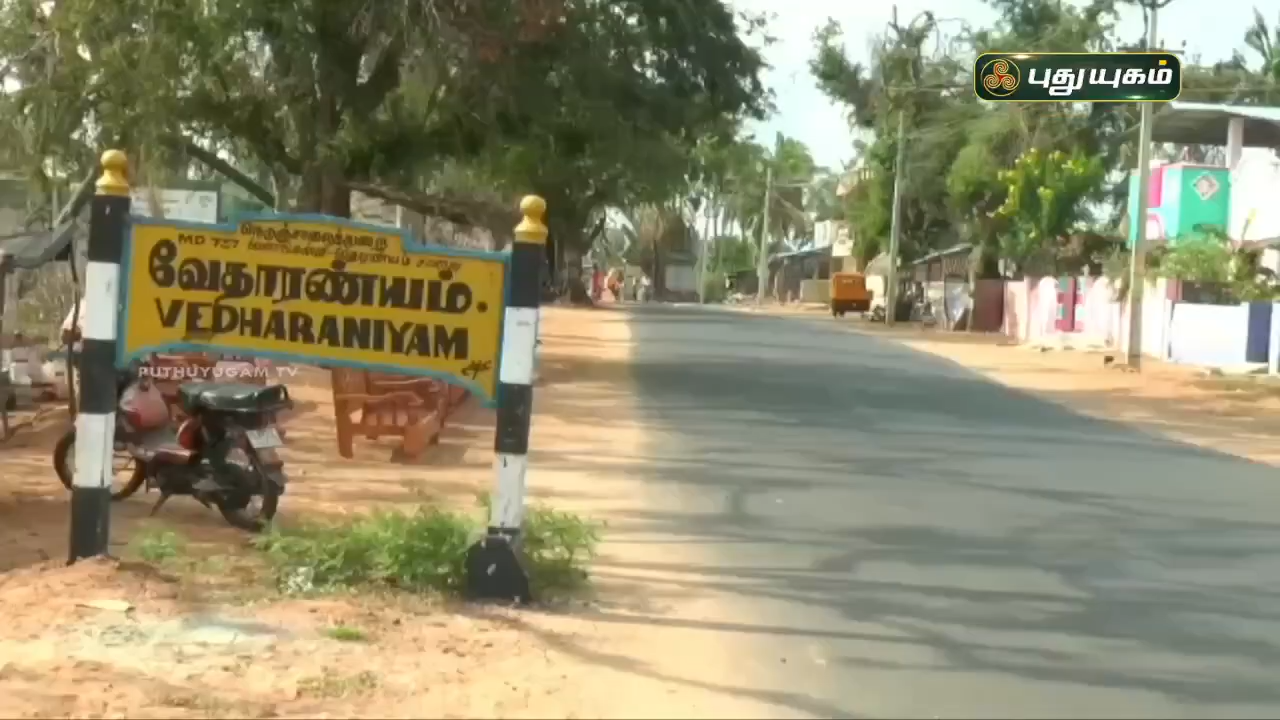 புதுயுகம்
நெடுஞ்சாலைத்துறை
MD 727
வேதாரண்யம்.
VEDHARANIYAM
PUTHUYUGAM TV